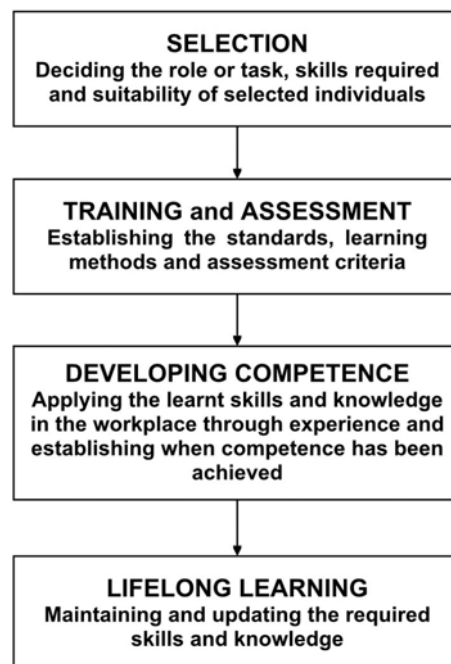 SELECTION
Deciding the role or task, skills required
and suitability of selected individuals
TRAINING and ASSESSMENT
Establishing the standards, learning
methods and assessment criteria
DEVELOPING COMPETENCE
Applying the learnt skills and knowledge
in the workplace through experience and
establishing when competence has been
achieved
LIFELONG LEARNING
Maintaining and updating the required
skills and knowledge